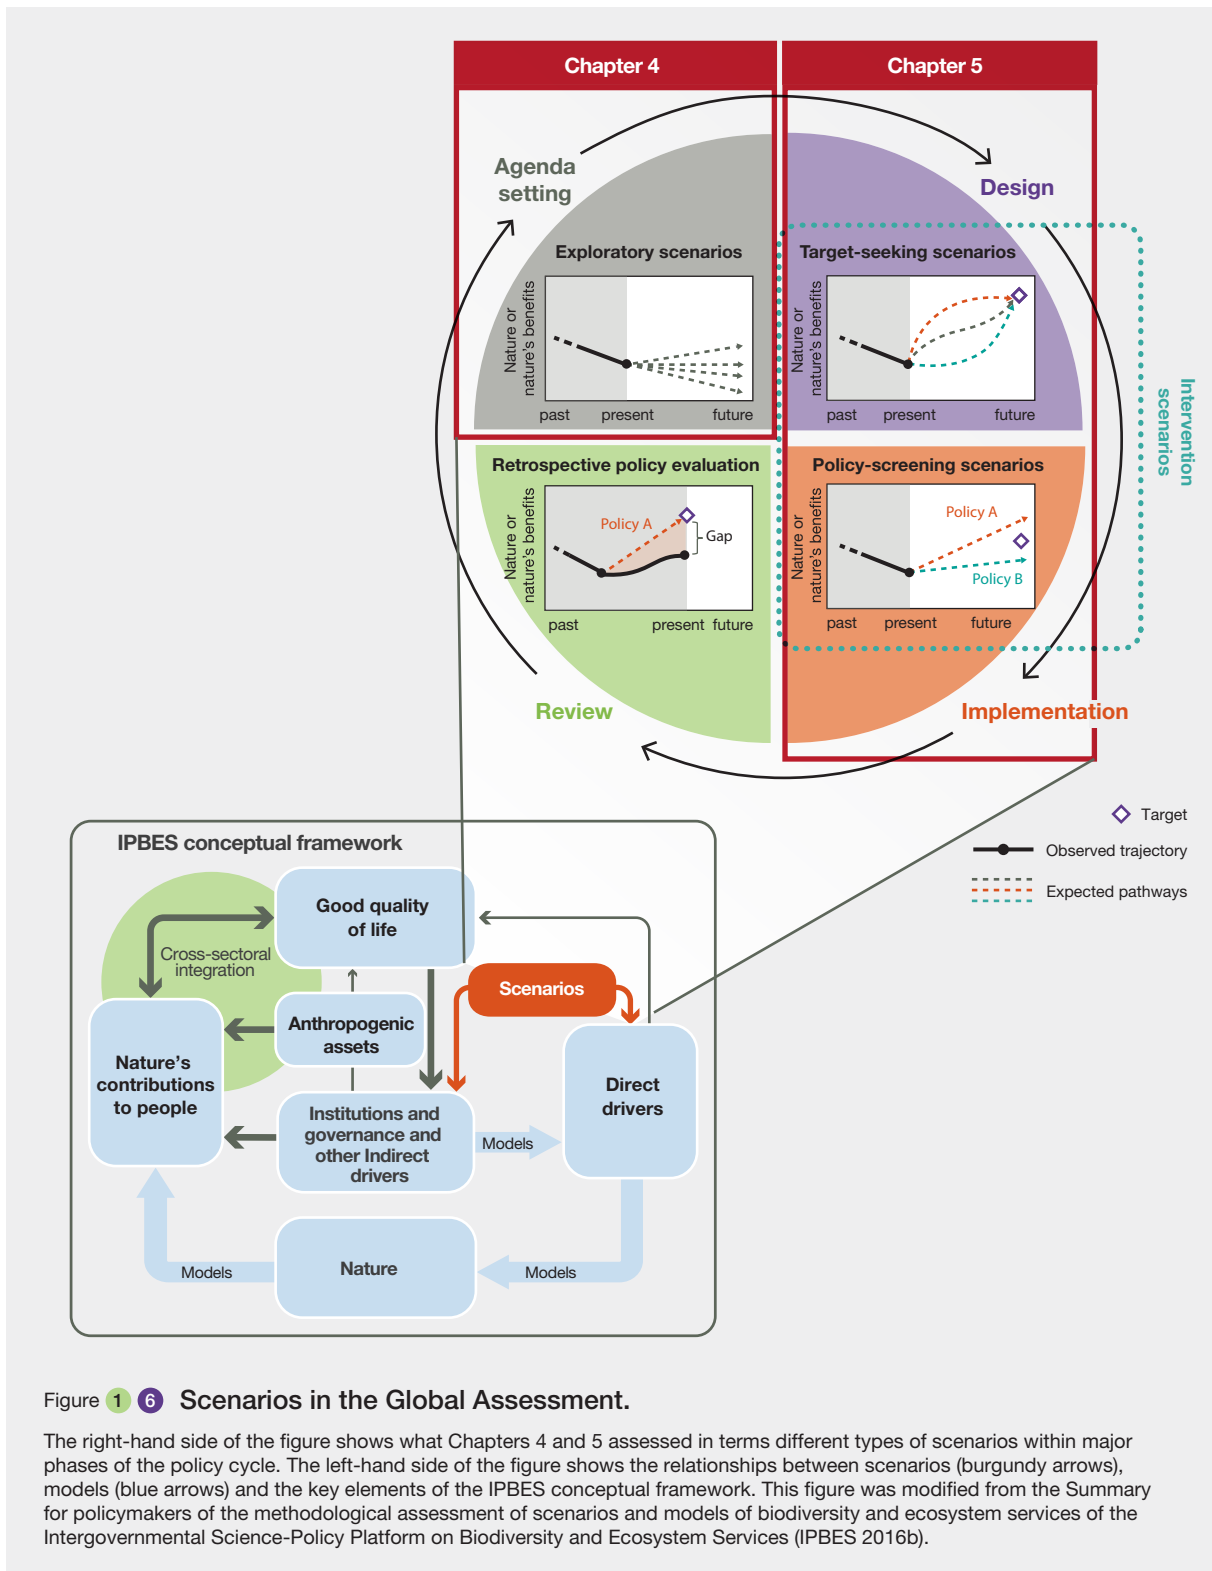 Chapter 4
Chapter 5
Agenda
setting
Design
Exploratory scenarios
Nature or
nature's benefits
past present future
Target-seeking scenarios
Nature or
nature's benefits
past present future
Intervention
scenarios
Retrospective policy evaluation
Nature or
nature's benefits
Policy A
Gap
past present future
Policy-screening scenarios
Nature or
nature's benefits
Policy A
Policy B
past present future
Review
Implementation
Target
Observed trajectory
Expected pathways
IPBES conceptual framework
Good quality
of life
Cross-sectoral
integration
Scenarios
Anthropogenic
assets
Nature's
contributions
to people
Direct
drivers
Institutions and
governance and
other Indirect
drivers
Models
Nature
Models
Models
Figure 1 6 Scenarios in the Global Assessment.
The right-hand side of the figure shows what Chapters 4 and 5 assessed in terms different types of scenarios within major
phases of the policy cycle. The left-hand side of the figure shows the relationships between scenarios (burgundy arrows),
models (blue arrows) and the key elements of the IPBES conceptual framework. This figure was modified from the Summary
for policymakers of the methodological assessment of scenarios and models of biodiversity and ecosystem services of the
Intergovernmental Science-Policy Platform on Biodiversity and Ecosystem Services (IPBES 2016b).